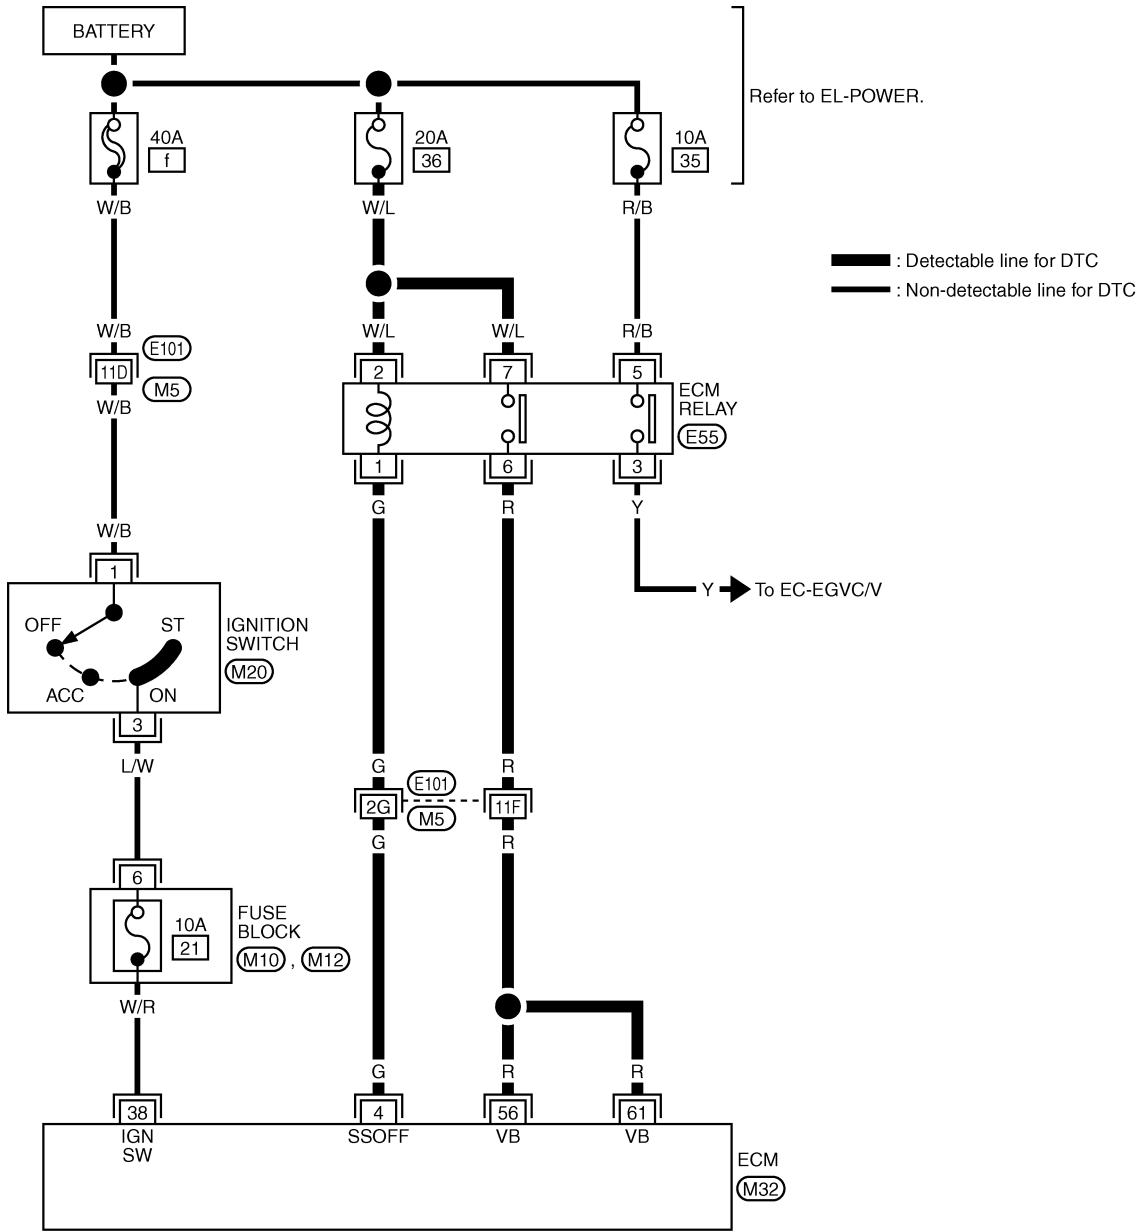 BATTERY
Refer to EL-POWER.
40A
f
20A
36
10A
35
W/B
W/L
R/B
: Detectable line for DTC
: Non-detectable line for DTC
W/B
W/L
W/L
R/B
E101
11D
M5
2
7
5
ECM
RELAY
E55
W/B
1
6
3
G
R
Y
W/B
1
Y
To EC-EGVC/V
OFF
ST
ACC
ON
IGNITION
SWITCH
M20
3
L/W
G
R
E101
2G
11F
M5
G
R
6
10A
21
FUSE
BLOCK
M10 , M12
W/R
G
R
R
38
4
56
61
IGN
SW
SSOFF
VB
VB
ECM
M32